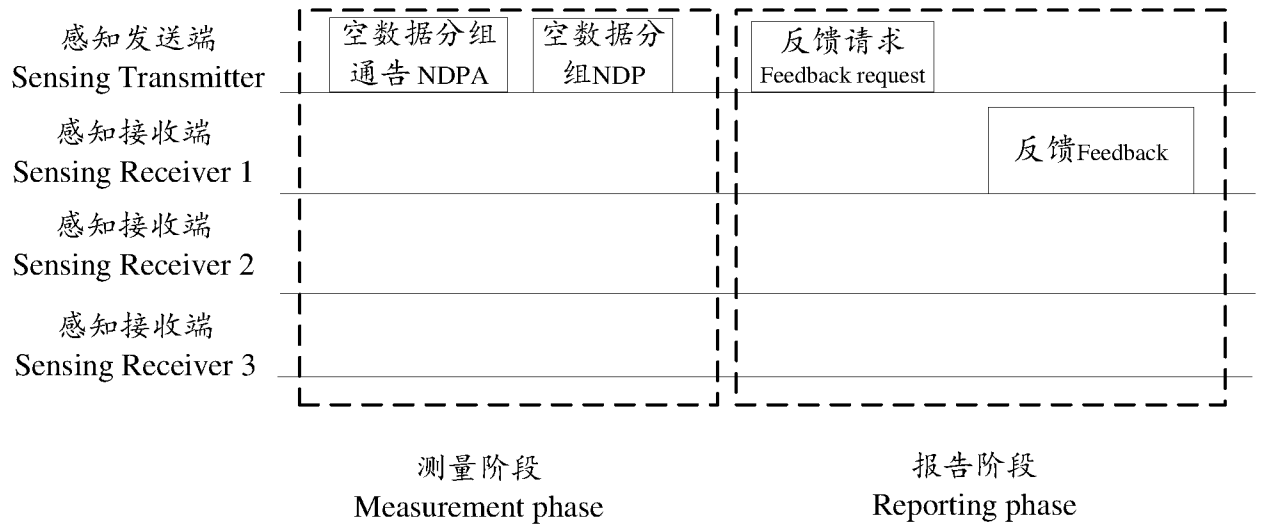 感知发送端
Sensing Transmitter
空数据分组
通告 NDPA
空数据分
组NDP
反馈请求
Feedback request
感知接收端
Sensing Receiver 1
反馈Feedback
感知接收端
Sensing Receiver 2
感知接收端
Sensing Receiver 3
测量阶段
Measurement phase
报告阶段
Reporting phase